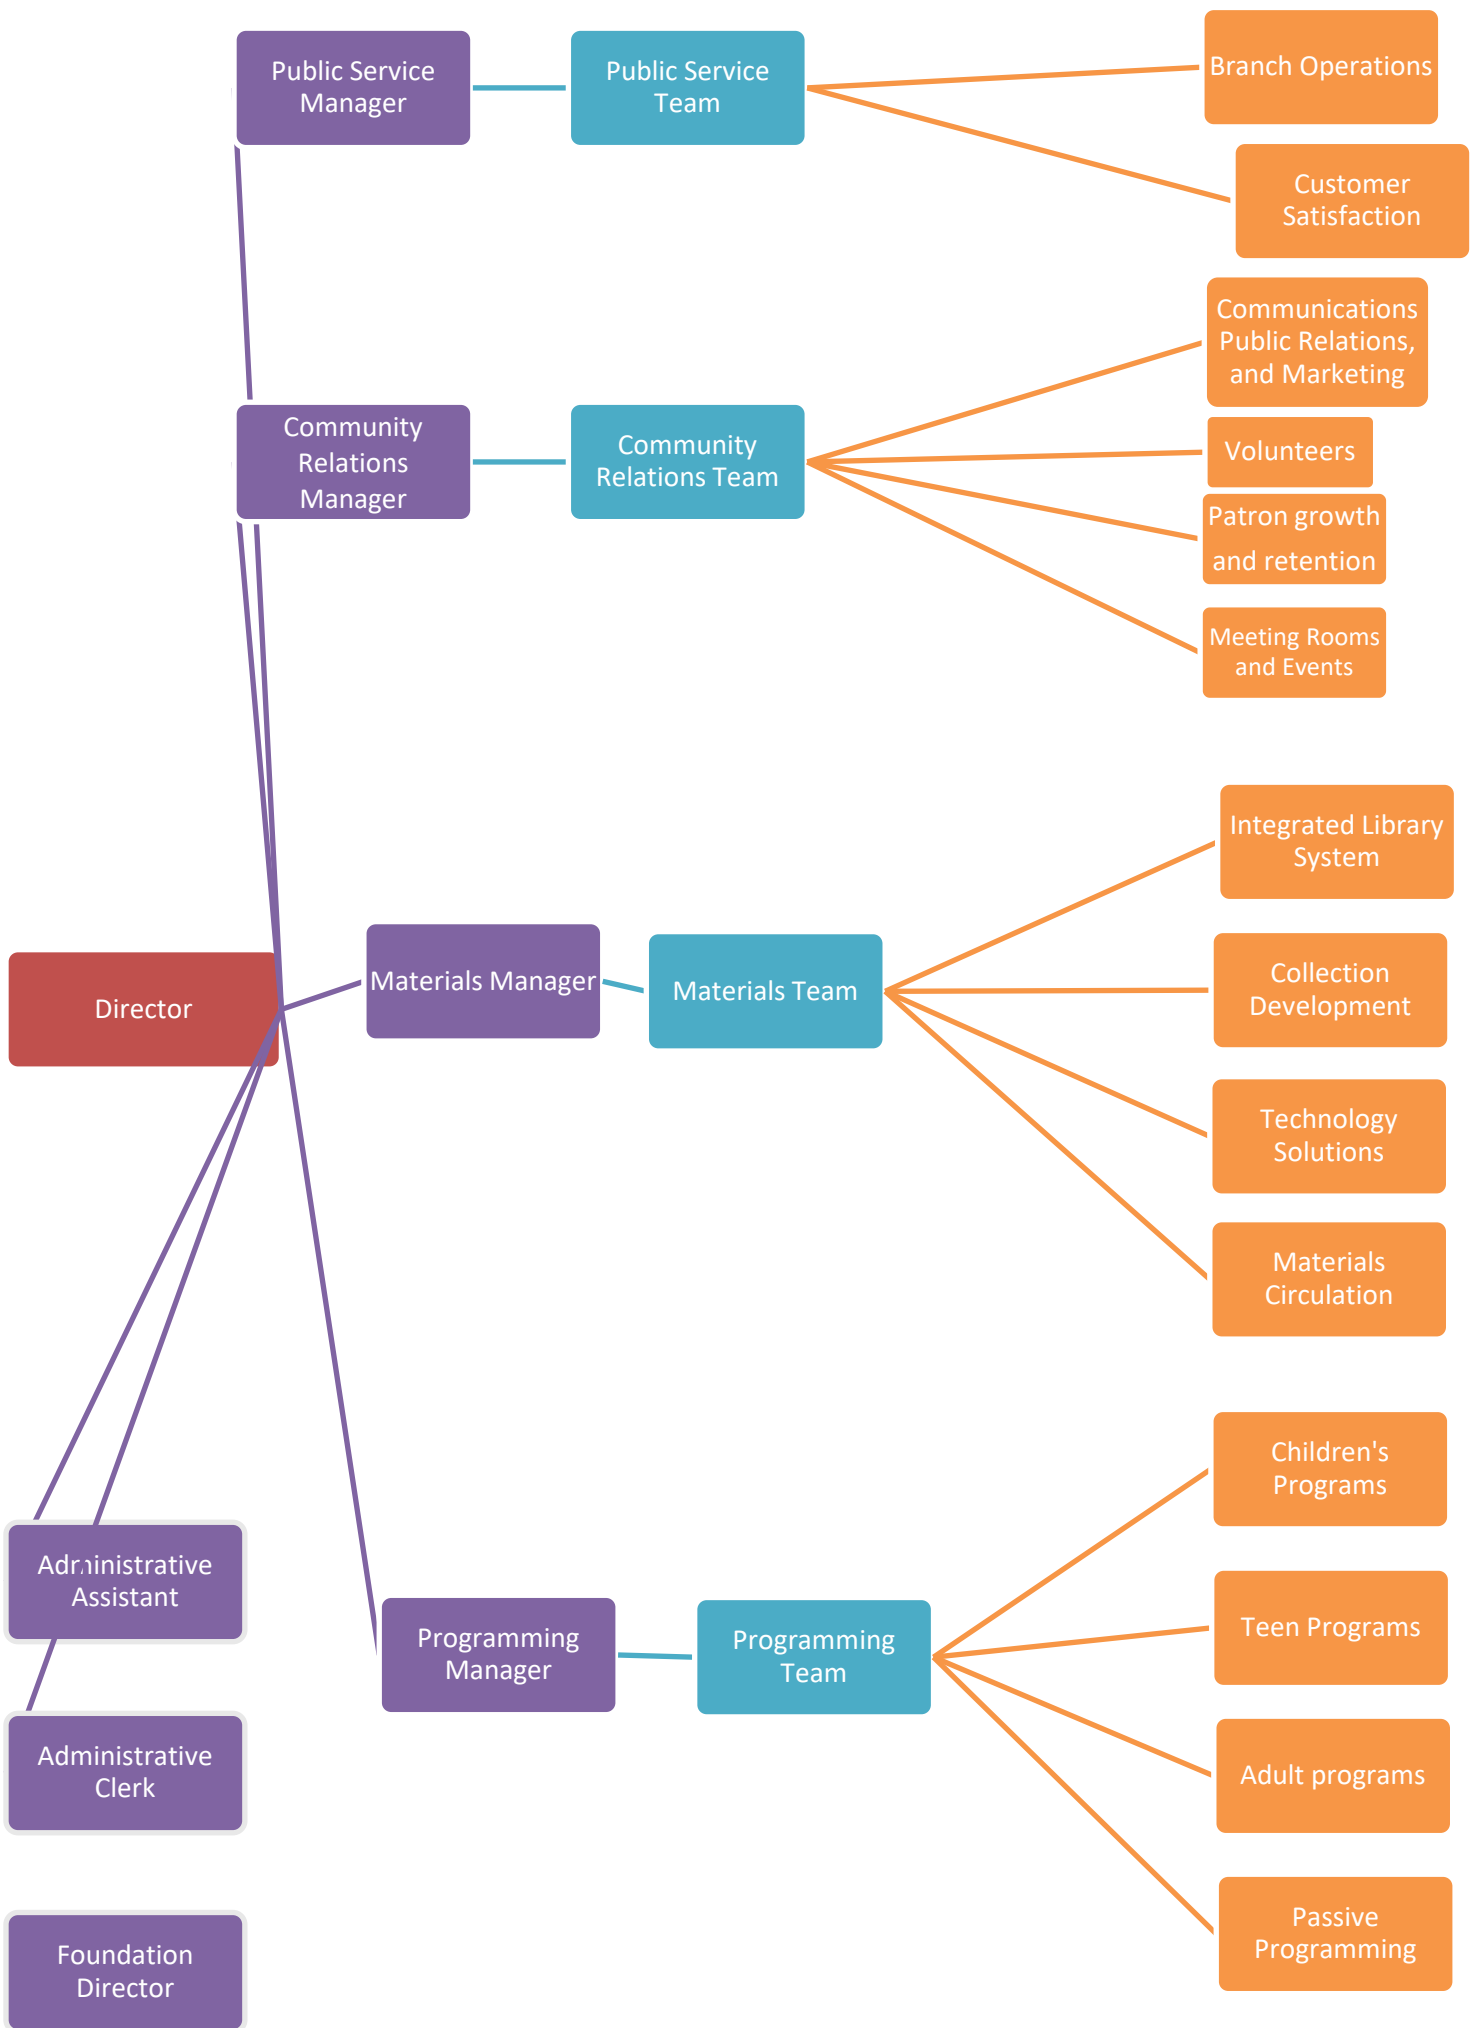 Public Service
Manager
Public Service
Team
Branch Operations
Customer
Satisfaction
Community
Relations
Manager
Community
Relations Team
Communications
Public Relations,
and Marketing
Volunteers
Patron growth
and retention
Meeting Rooms
and Events
Director
Materials Manager
Materials Team
Integrated Library
System
Collection
Development
Technology
Solutions
Materials
Circulation
Administrative
Assistant
Administrative
Clerk
Foundation
Director
Programming
Manager
Programming
Team
Children's
Programs
Teen Programs
Adult programs
Passive
Programming